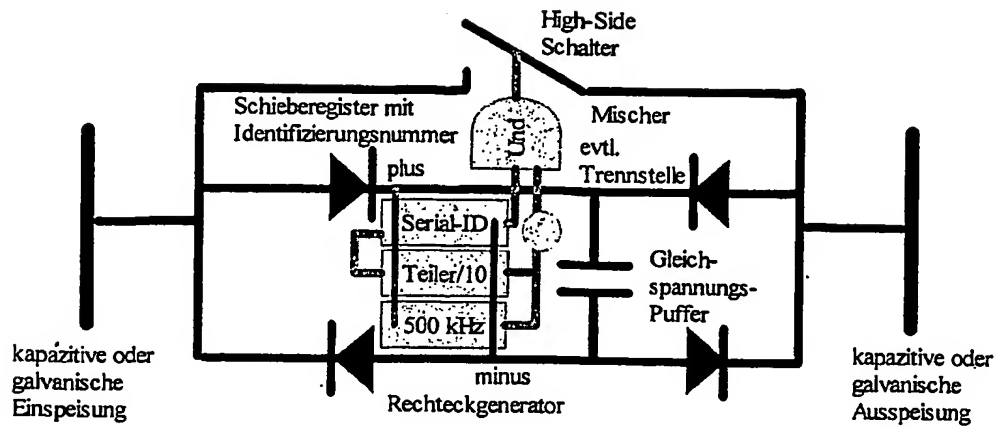 High-Side
Schalter
Schieberegister mit
Identifizierungsnummer
Und
Mischer
evtl.
Trennstelle
plus
Serial-ID
Teiler/10
500 kHz
Gleich-
spannungs-
Puffer
kapazitive oder
galvanische
Einspeisung
minus
Rechteckgenerator
kapazitive oder
galvanische
Ausspeisung